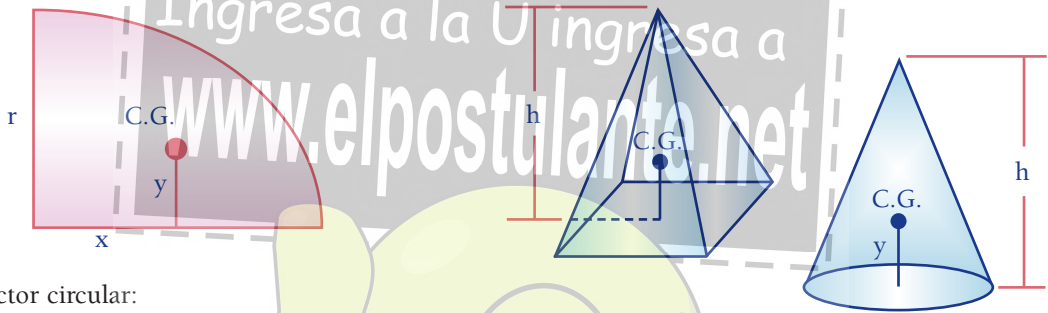 Ingresa a la U ingresa a
www.elpostulante.net
r
C.G.
y
x
h
C.G.
h
C.G.
y
ctor circular: